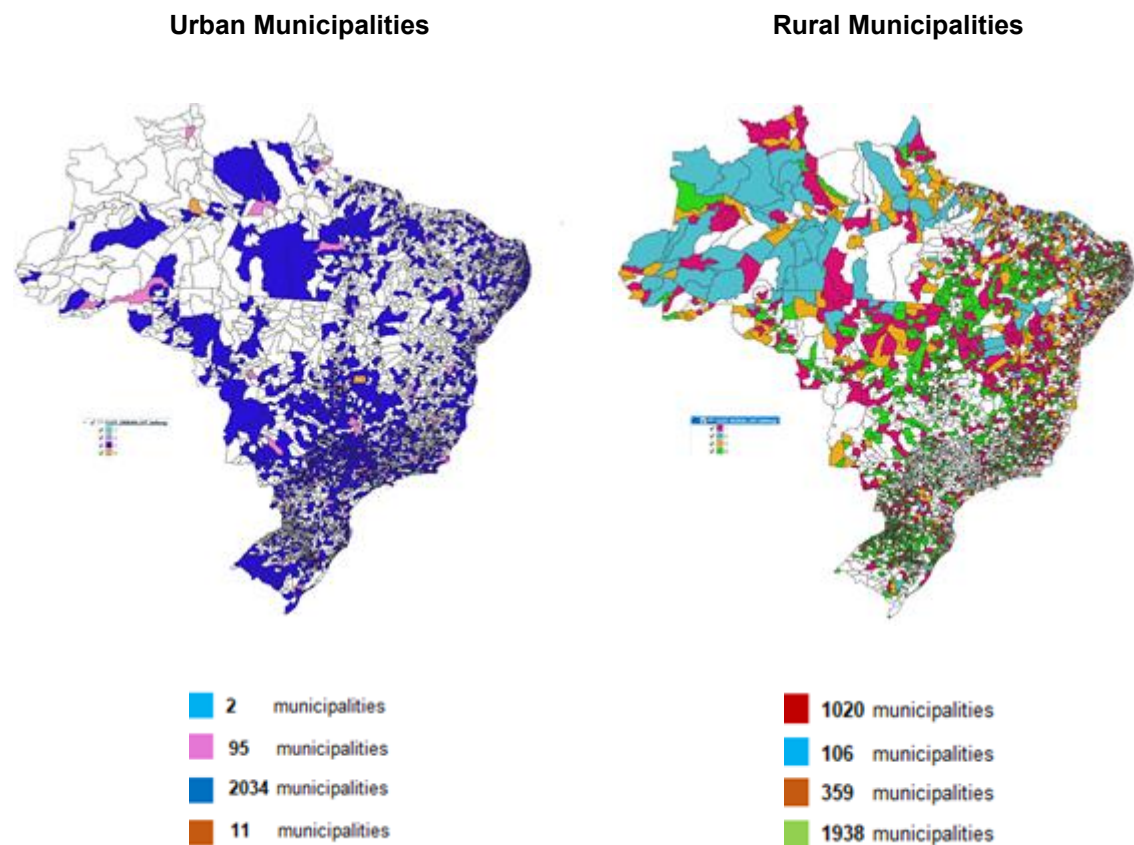 Urban Municipalities
Rural Municipalities
2 municipalities
95 municipalities
2034 municipalities
11 municipalities
1020 municipalities
106 municipalities
359 municipalities
1938 municipalities